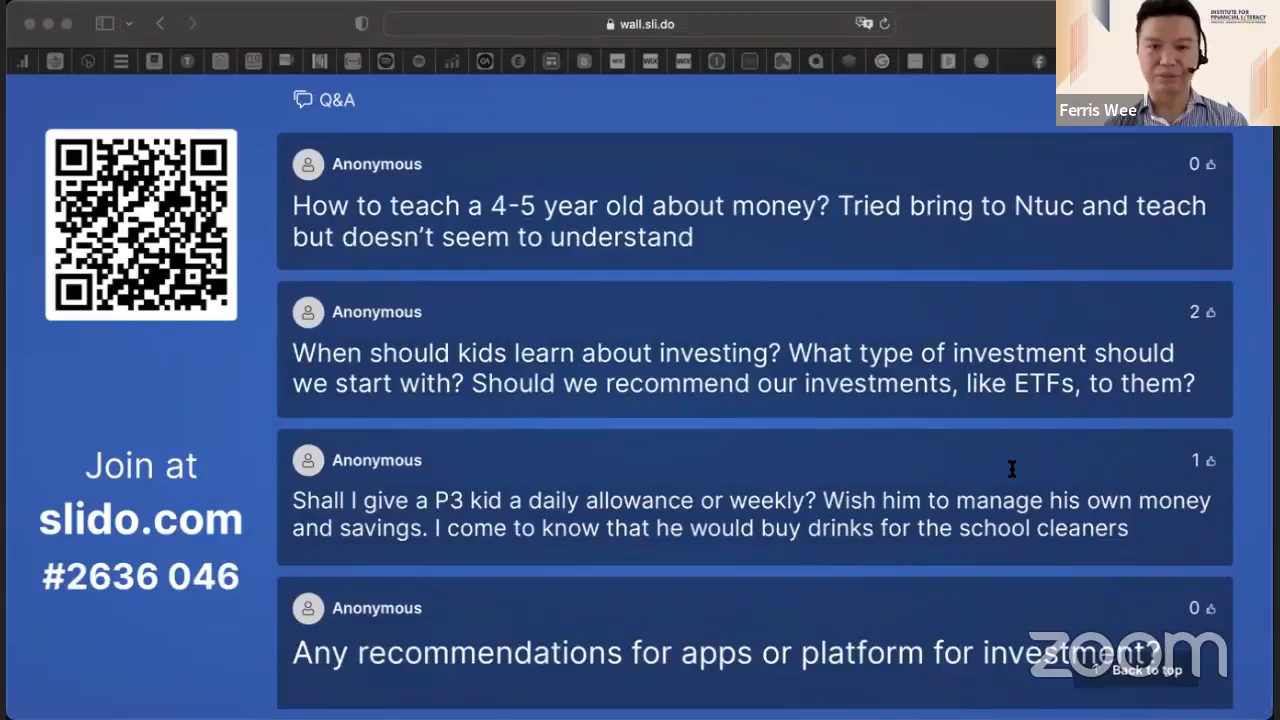 wall.sli.do
INSTITUTE FOR
FINANCIAL LITERACY
Ferris Wee
Q&A
Anonymous
0
How to teach a 4-5 year old about money? Tried bring to Ntuc and teach
but doesn't seem to understand
Anonymous
2
When should kids learn about investing? What type of investment should
we start with? Should we recommend our investments, like ETFs, to them?
Anonymous
1
Shall I give a P3 kid a daily allowance or weekly? Wish him to manage his own money
and savings. I come to know that he would buy drinks for the school cleaners
Anonymous
0
Any recommendations for apps or platform for investment?
Back to top
zoom
Join at
slido.com
#2636 046